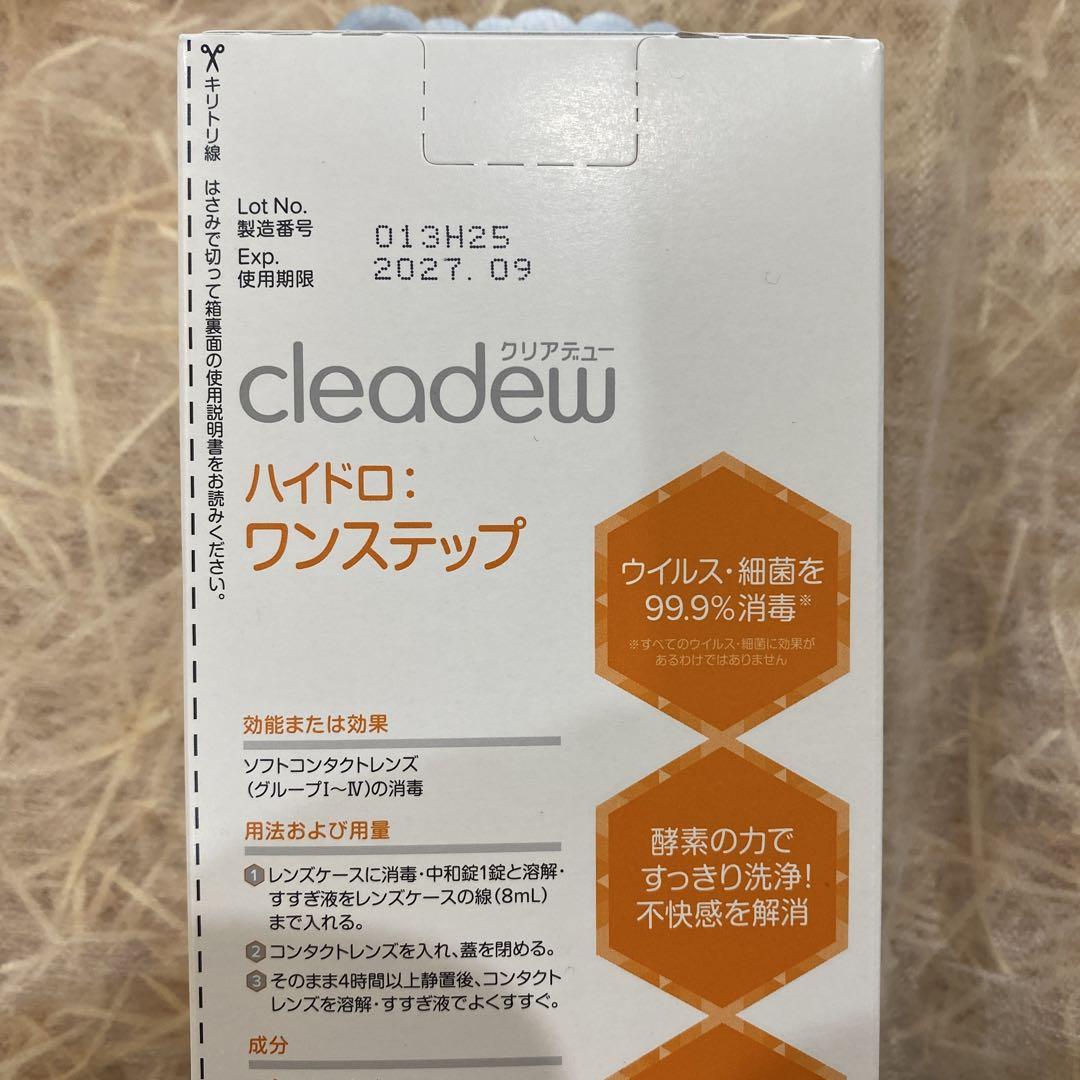 キリトリ線 はさみで切って箱裏面の使用説明書をお読みください。
Lot No.
製造番号
013H25
Exp.
使用期限
2027.09
クリアデュー
cleadew
ハイドロ:
ワンステップ
ウイルス・細菌を
99.9%消毒※
※すべてのウイルス・細菌に効果が
あるわけではありません
効能または効果
ソフトコンタクトレンズ
(グループI~IV)の消毒
用法および用量
1 レンズケースに消毒・中和錠1錠と溶解・
すすぎ液をレンズケースの線(8mL)
まで入れる。
2 コンタクトレンズを入れ、蓋を閉める。
3 そのまま4時間以上静置後、コンタクト
レンズを溶解・すすぎ液でよくすすぐ。
酵素の力で
すっきり洗浄!
不快感を解消
成分